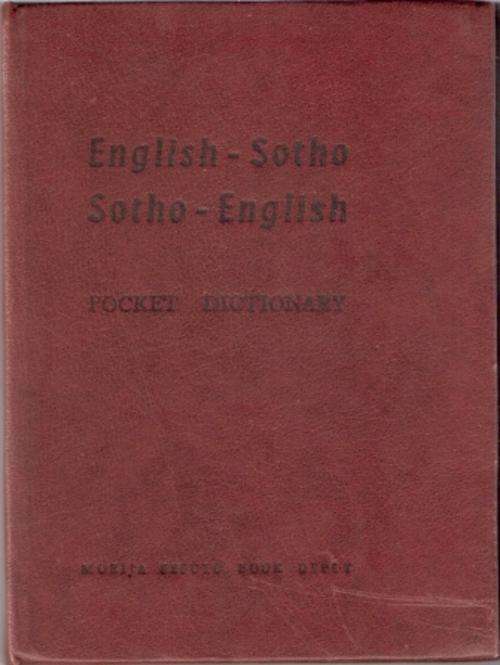 English - Sotho
Sotho - English
POCKET DICTIONARY
MORIJA SESUTO BOOK DEPOT